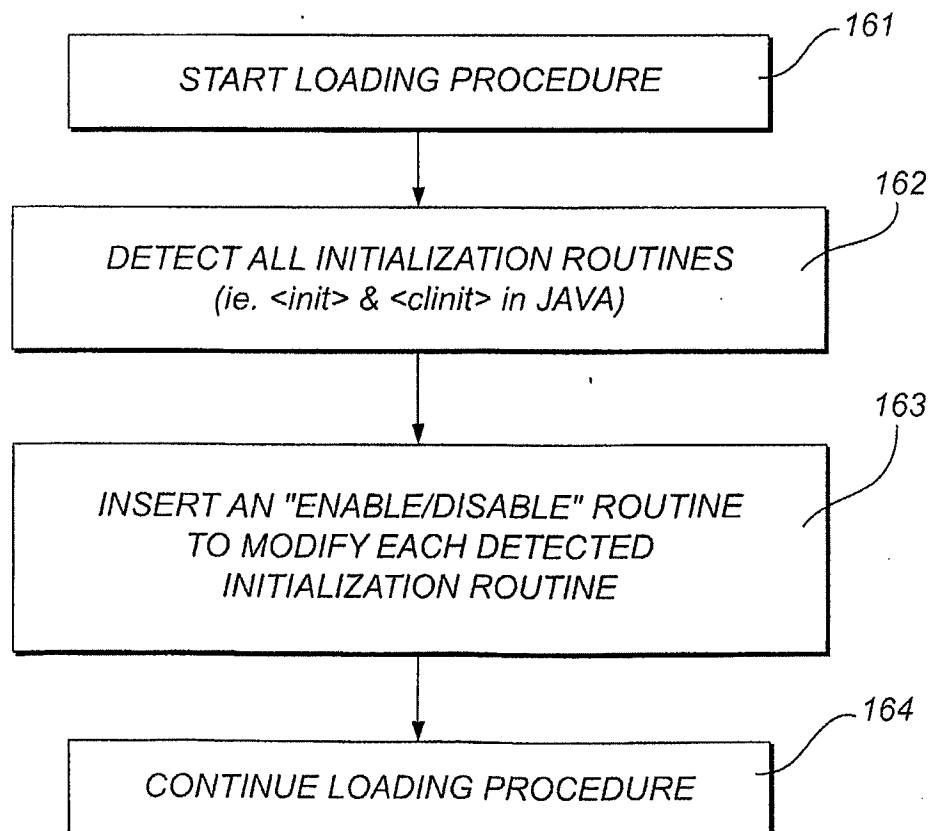 161
START LOADING PROCEDURE
162
DETECT ALL INITIALIZATION ROUTINES
(ie. <init> & <clinit> in JAVA)
163
INSERT AN "ENABLE/DISABLE" ROUTINE
TO MODIFY EACH DETECTED
INITIALIZATION ROUTINE
164
CONTINUE LOADING PROCEDURE